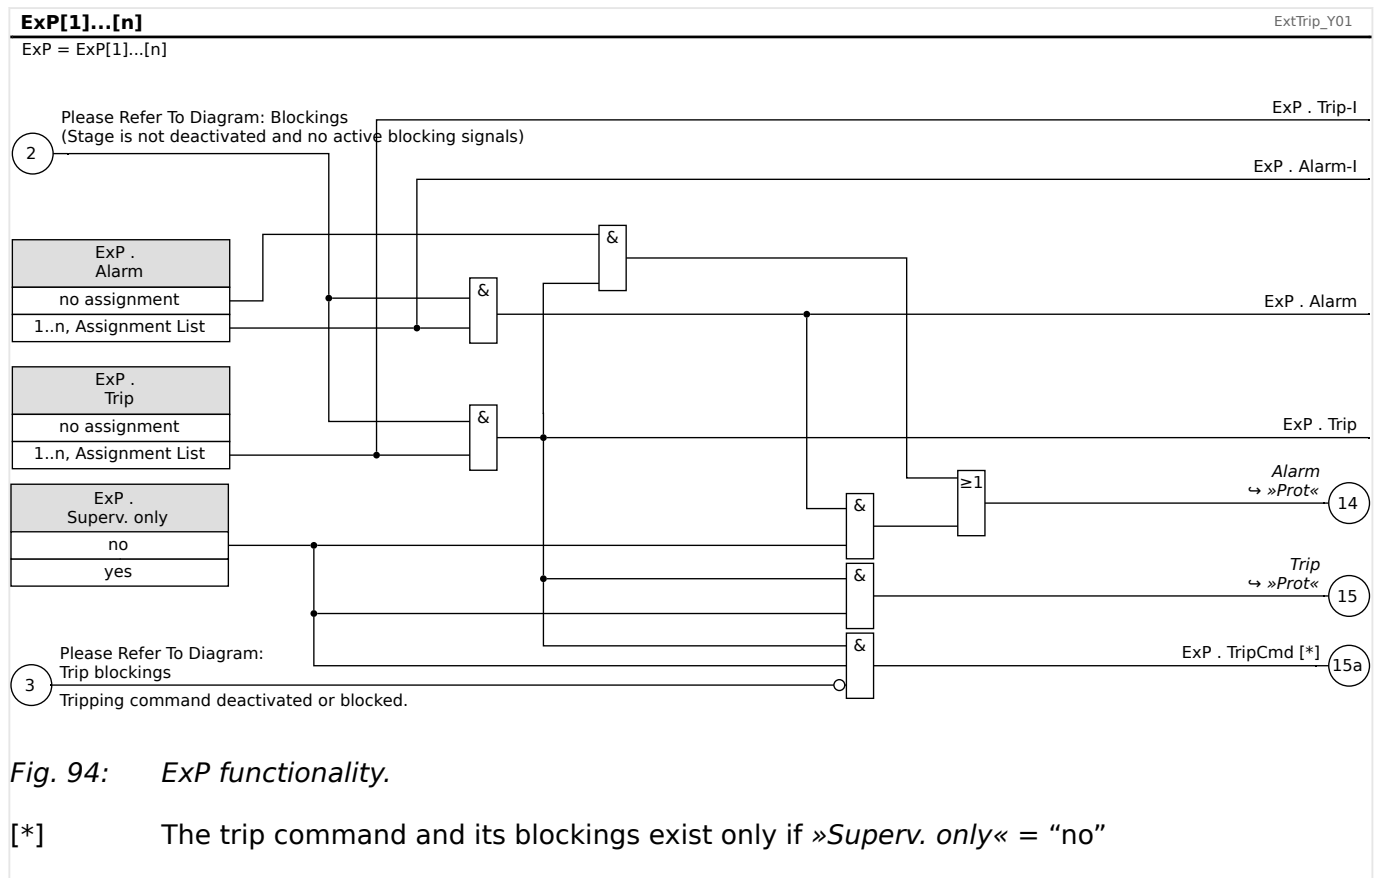 ExP[1]...[n]
ExtTrip_Y01
ExP = ExP[1]...[n]
Please Refer To Diagram: Blockings
(Stage is not deactivated and no active blocking signals)
2
ExP . Trip-I
ExP . Alarm-I
ExP .
Alarm
no assignment
1..n, Assignment List
&
&
ExP . Alarm
ExP .
Trip
no assignment
1..n, Assignment List
&
ExP . Trip
ExP .
Superv. only
no
yes
&
≥1
Alarm
↪ »Prot«
14
&
Trip
↪ »Prot«
15
&
ExP . TripCmd [*]
15a
Please Refer To Diagram:
Trip blockings
3
Tripping command deactivated or blocked.
Fig. 94: ExP functionality.
[*] The trip command and its blockings exist only if »Superv. only« = “no”